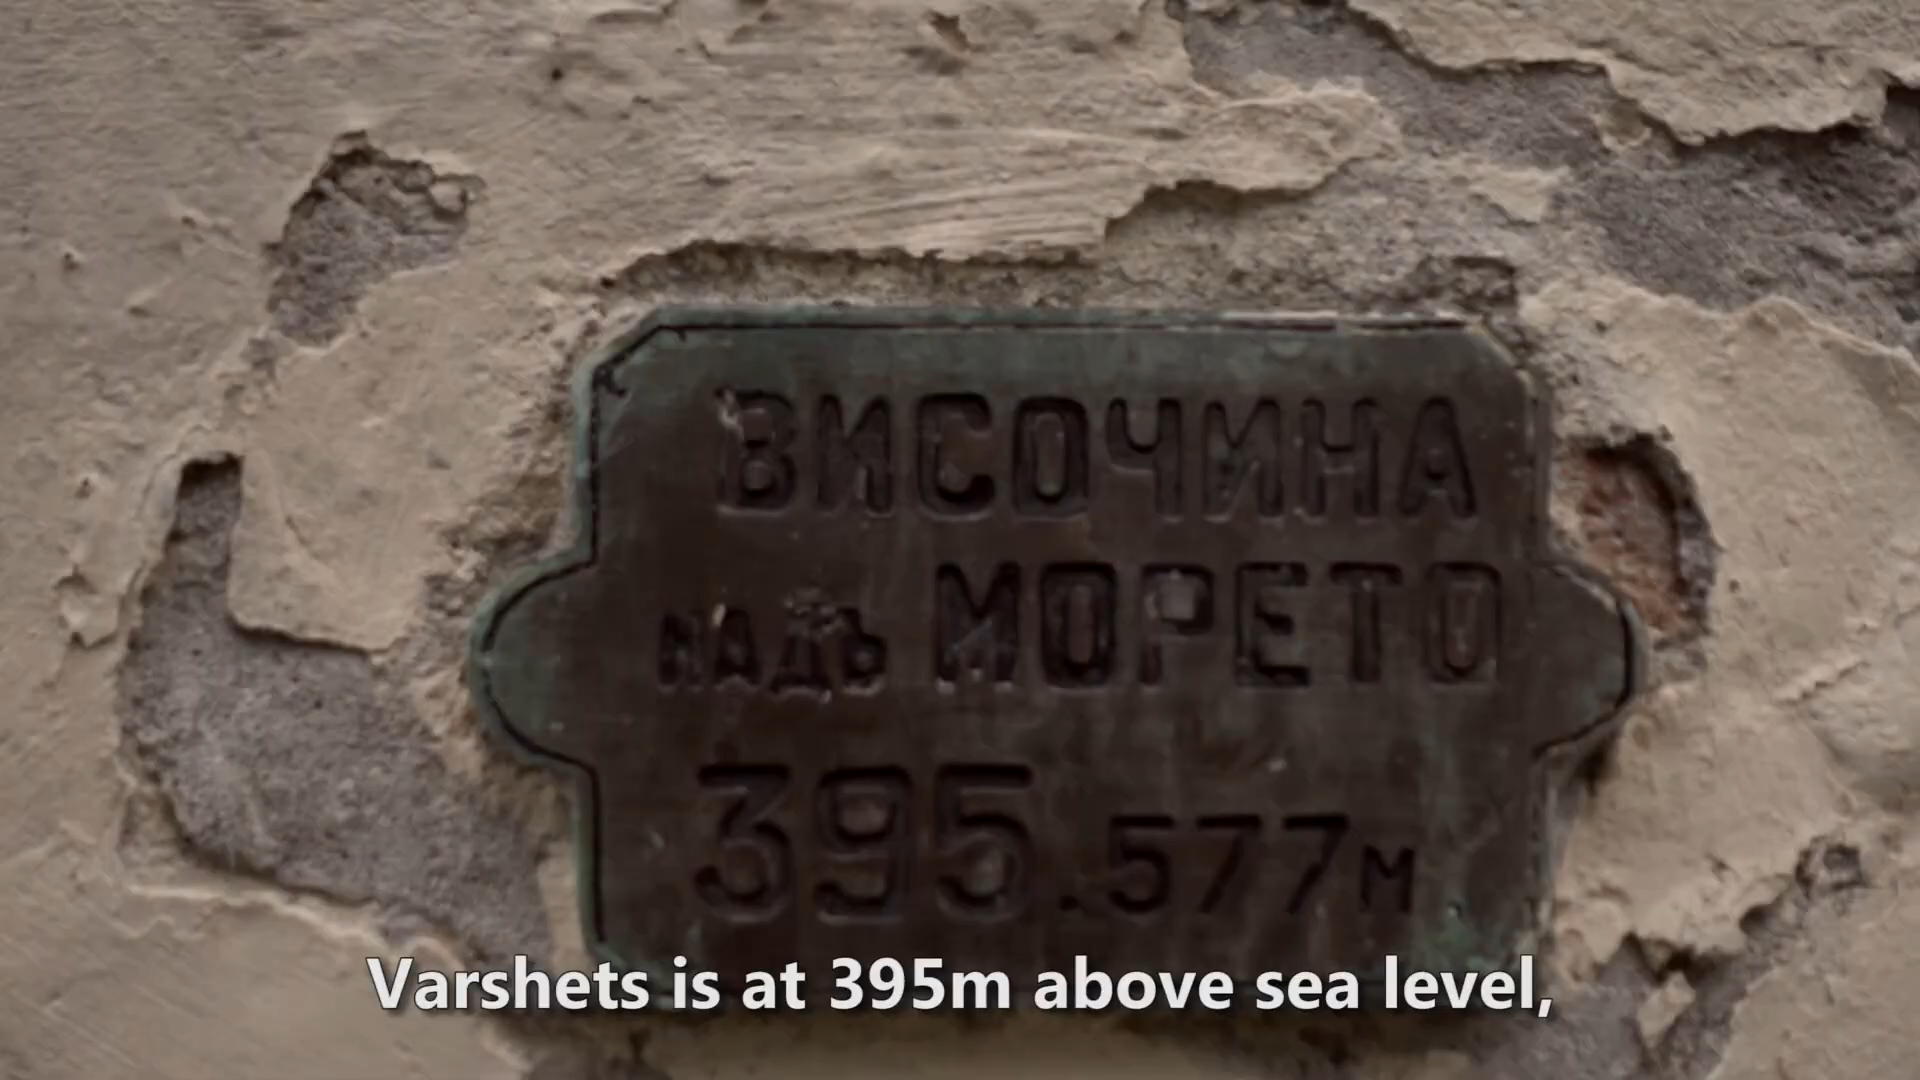 ВИСОЧИНА
НАДЪ МОРЕТО
395.577м
Varshets is at 395m above sea level,